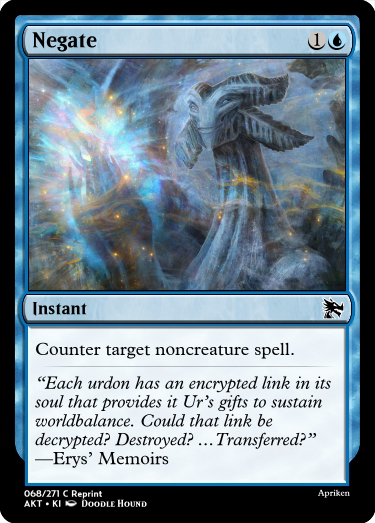 Negate 1
Instant
Counter target noncreature spell.
“Each urdon has an encrypted link in its
soul that provides it Ur’s gifts to sustain
worldbalance. Could that link be
decrypted? Destroyed? …Transferred?”
—Erys’ Memoirs
068/271 C Reprint Apriken
AKT • KI Doodle Hound